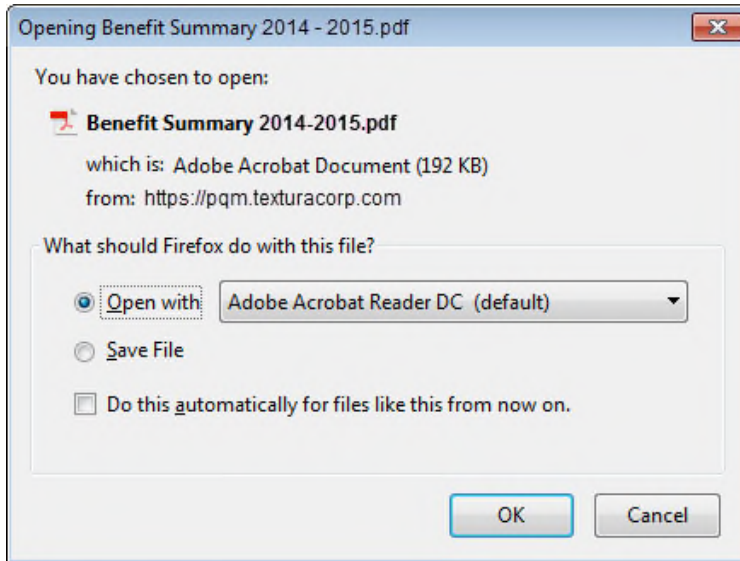 Opening Benefit Summary 2014 - 2015.pdf
You have chosen to open:
Benefit Summary 2014-2015.pdf
which is: Adobe Acrobat Document (192 KB)
from: https://pqm.texturacorp.com
What should Firefox do with this file?
Open with Adobe Acrobat Reader DC (default)
Save File
Do this automatically for files like this from now on.
OK Cancel